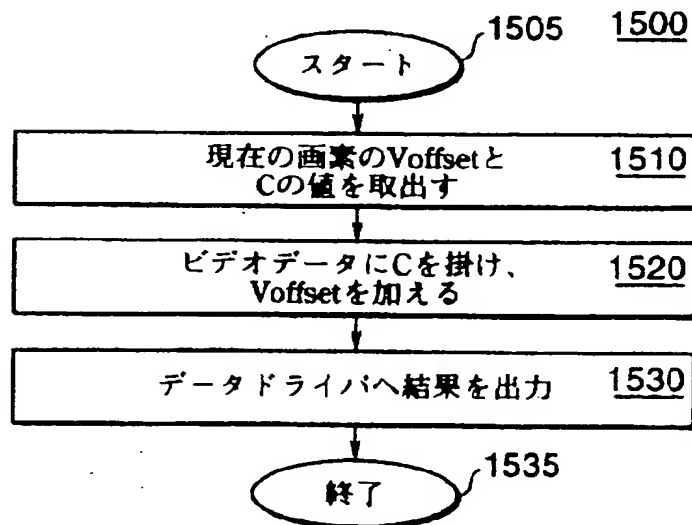 1500
1505
スタート
現在の画素のVoffsetと
Cの値を取出す
1510
ビデオデータにCを掛け、
Voffsetを加える
1520
データドライバへ結果を出力
1530
1535
終了